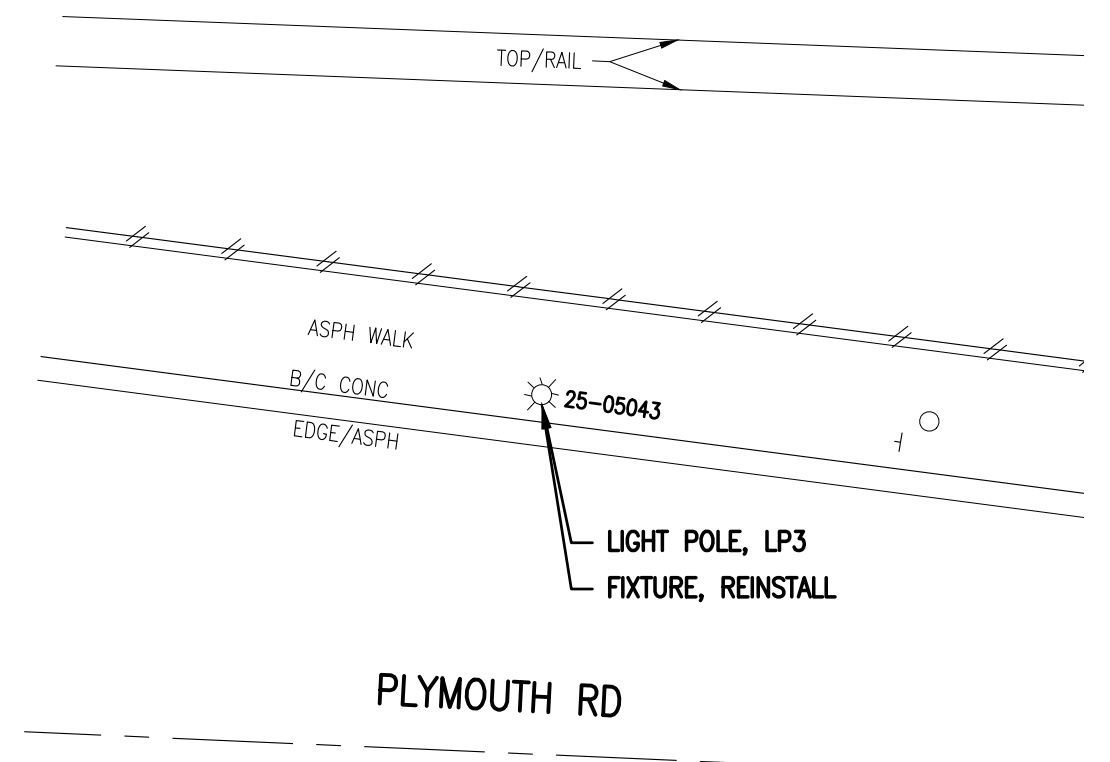 TOP/RAIL
ASPH WALK
B/C CONC
25-05043
EDGE/ASPH
LIGHT POLE, LP3
FIXTURE, REINSTALL
PLYMOUTH RD